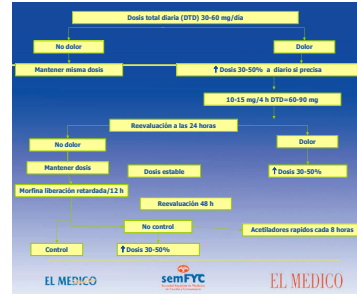 Dosis total diaria (DTD) 30-60 mg/día
No dolor
Dolor
Mantener misma dosis
↑Dosis 30-50% a diario si precisa
10-15 mg/4 h DTD=60-90 mg
Reevaluación a las 24 horas
No dolor
Dolor
Mantener dosis
Dosis estable
↑Dosis 30-50%
Morfina liberación retardada/12 h
Reevaluación 48 h
No control
Acetiladores rapidos cada 8 horas
Control
↑Dosis 30-50%
EL MEDICO
semFYC
EL MEDICO